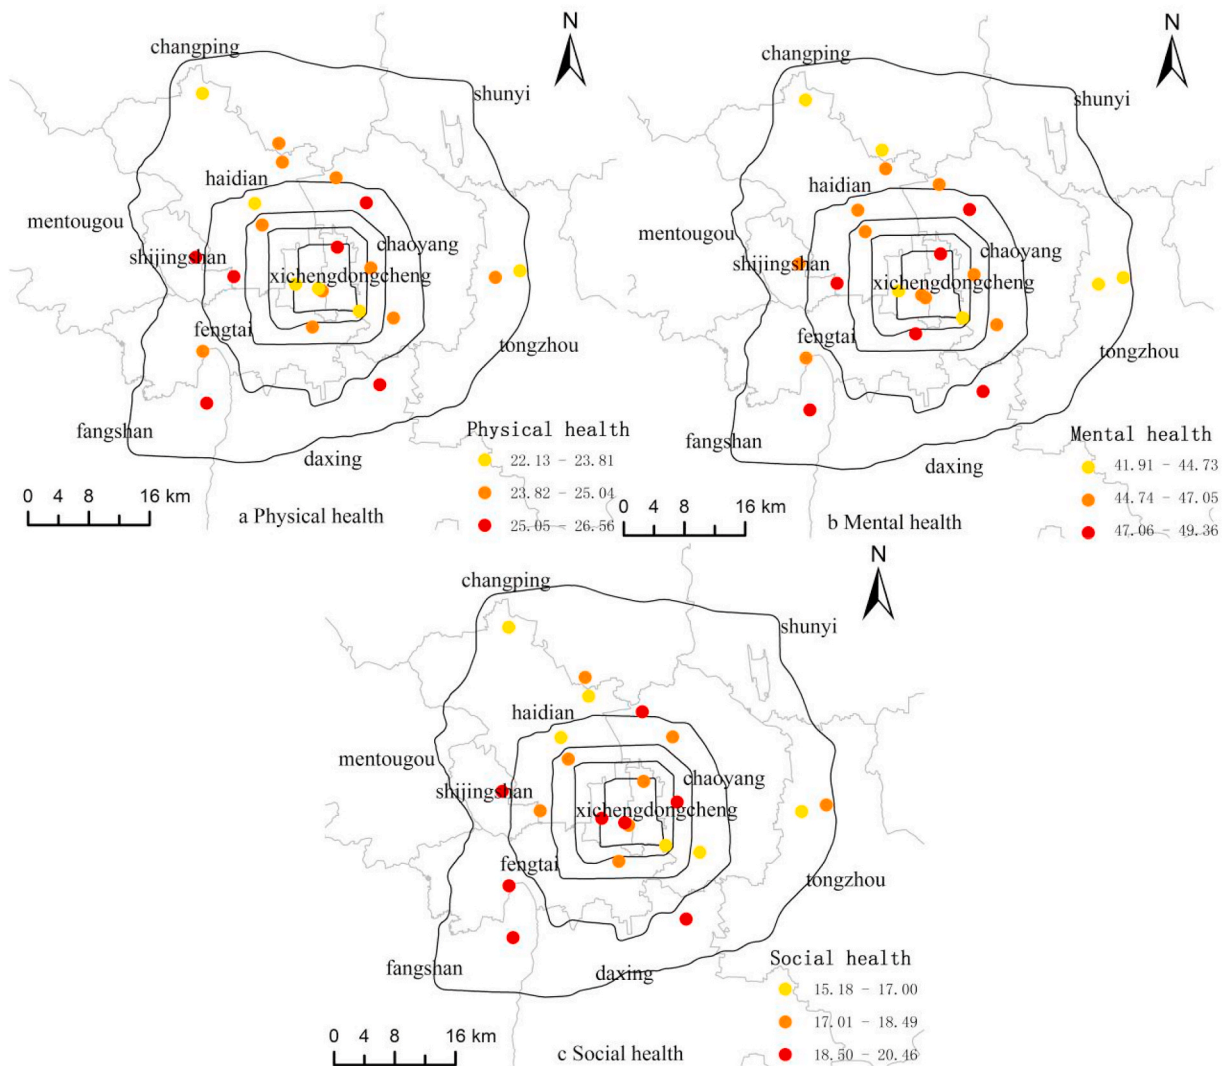 N
changping
shunyi
haidian
mentougou
chaoyang
shijingshan
xichengdongcheng
fengtai
tongzhou
fangshan
daxing
Physical health
22.13 - 23.81
23.82 - 25.04
25.05 - 26.56
0 4 8 16 km
a Physical health
N
changping
shunyi
haidian
mentougou
chaoyang
shijingshan
xichengdongcheng
fengtai
tongzhou
fangshan
daxing
Mental health
41.91 - 44.73
44.74 - 47.05
47.06 - 49.36
0 4 8 16 km
b Mental health
N
changping
shunyi
haidian
mentougou
chaoyang
shijingshan
xichengdongcheng
fengtai
tongzhou
fangshan
daxing
Social health
15.18 - 17.00
17.01 - 18.49
18.50 - 20.46
0 4 8 16 km
c Social health